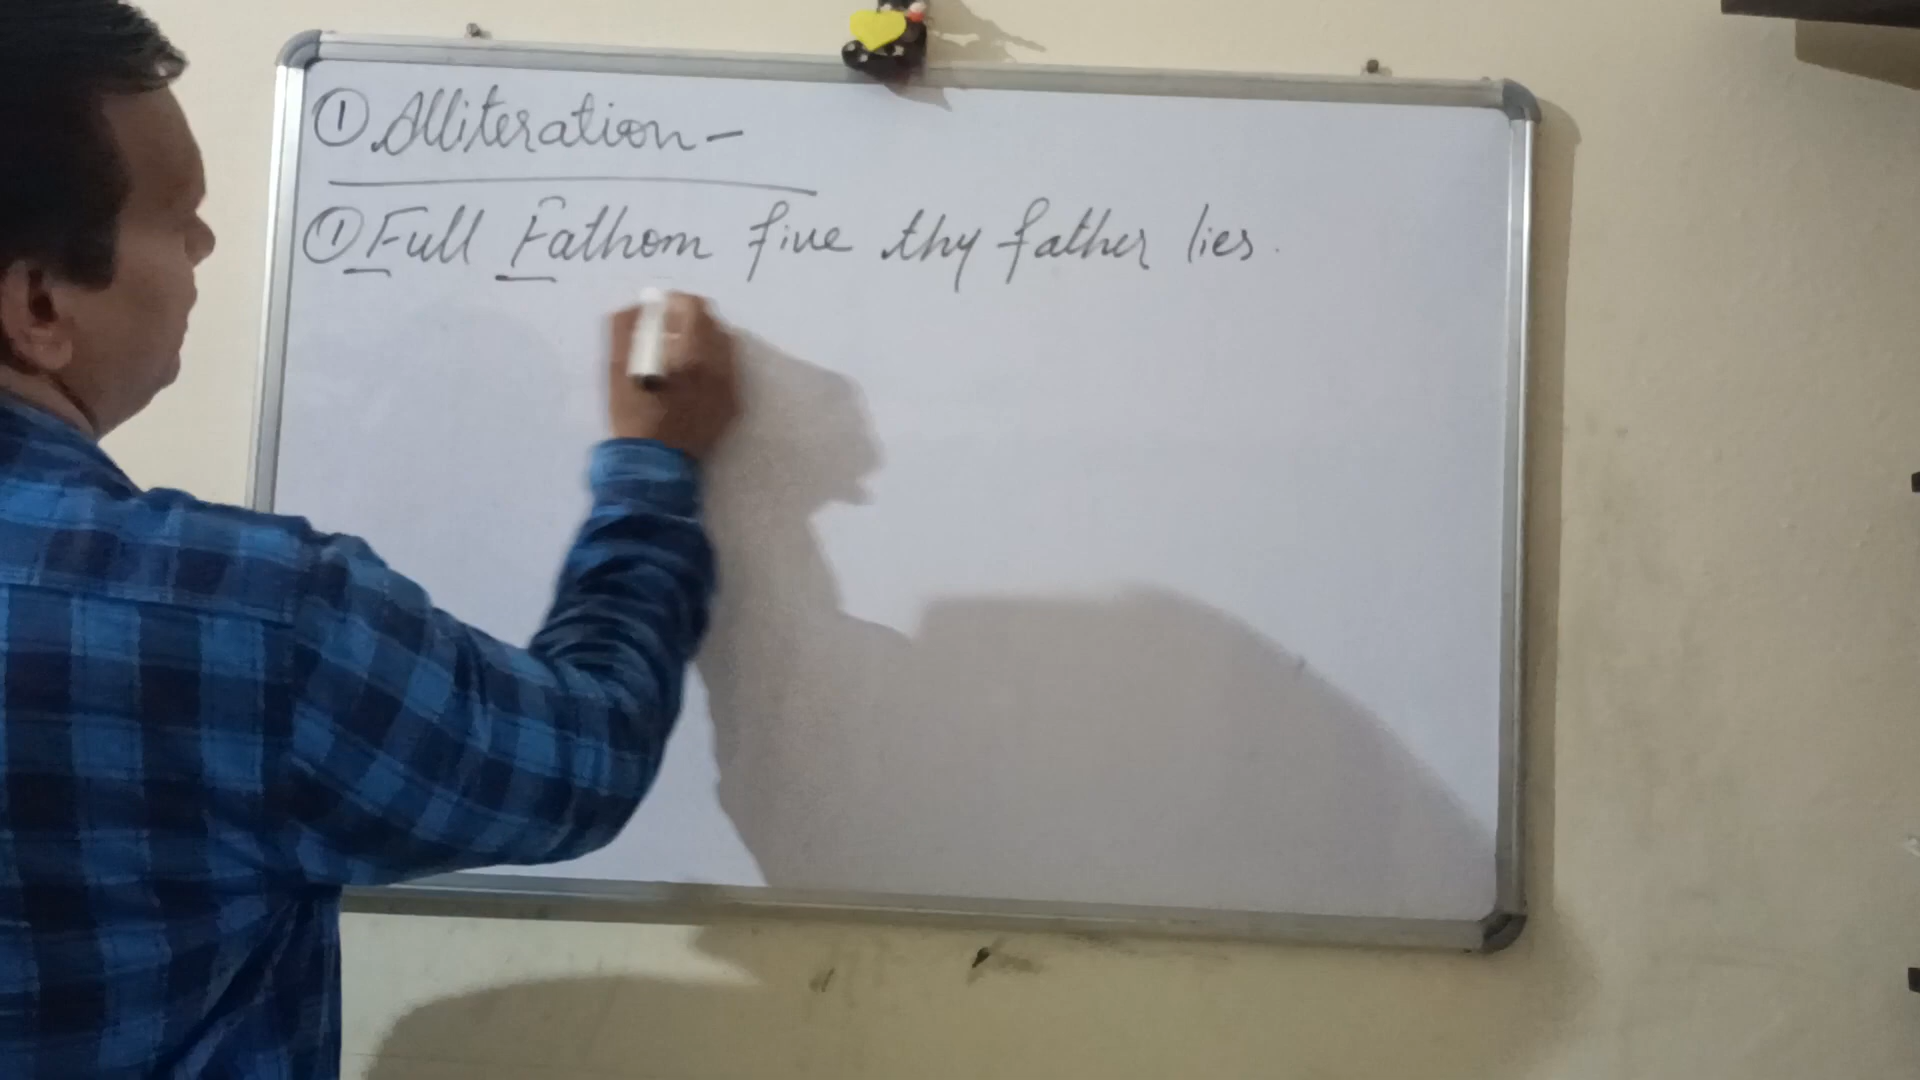 ① Alliteration –
① Full Fathom five thy father lies.